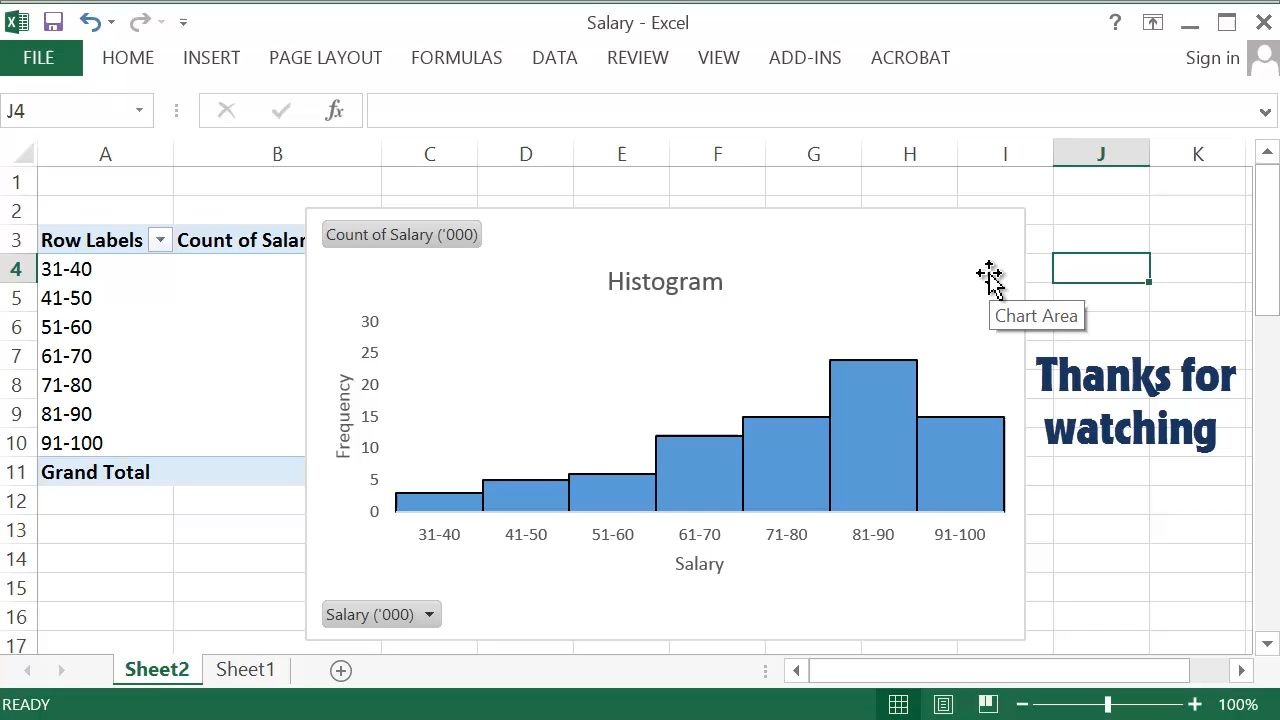 Salary - Excel
?
FILE HOME INSERT PAGE LAYOUT FORMULAS DATA REVIEW VIEW ADD-INS ACROBAT Sign in
J4 fx
A B C D E F G H I J K
1
2
3 Row Labels Count of Salar
4 31-40
5 41-50
6 51-60
7 61-70
8 71-80
9 81-90
10 91-100
11 Grand Total
12
13
14
15
16
17
Count of Salary ('000)
Histogram
Chart Area
30
25
20
15
10
5
0
Frequency
31-40 41-50 51-60 61-70 71-80 81-90 91-100
Salary
Salary ('000)
Thanks for
watching
Sheet2 Sheet1
READY 100%